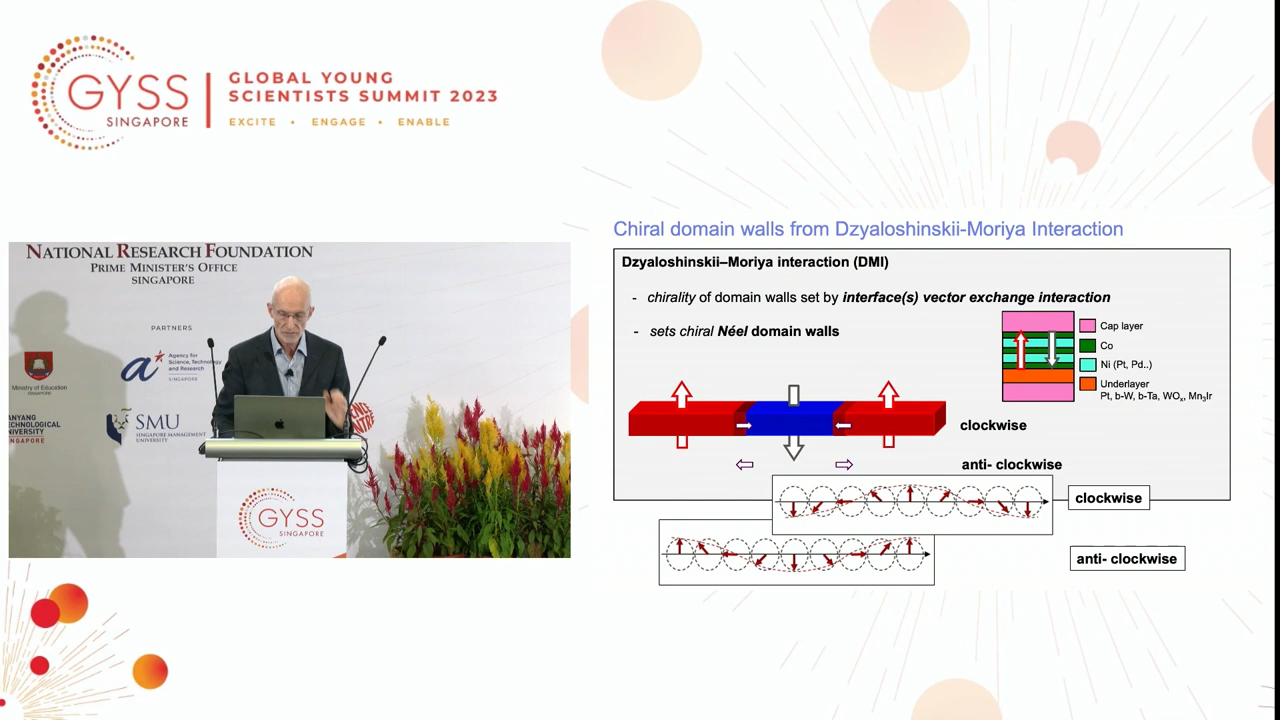 GYSS
SINGAPORE
GLOBAL YOUNG
SCIENTISTS SUMMIT 2023
EXCITE • ENGAGE • ENABLE
NATIONAL RESEARCH FOUNDATION
PRIME MINISTER'S OFFICE
SINGAPORE
PARTNERS
Ministry of Education
SINGAPORE
Agency for
Science, Technology
and Research
SINGAPORE
ANYANG
TECHNOLOGICAL
UNIVERSITY
SINGAPORE
SMU
SINGAPORE MANAGEMENT
UNIVERSITY
GYSS
SINGAPORE
Chiral domain walls from Dzyaloshinskii-Moriya Interaction
Dzyaloshinskii–Moriya interaction (DMI)
- chirality of domain walls set by interface(s) vector exchange interaction
- sets chiral Néel domain walls
Cap layer
Co
Ni (Pt, Pd..)
Underlayer
Pt, b-W, b-Ta, WOx, Mn3Ir
clockwise
anti- clockwise
clockwise
anti- clockwise